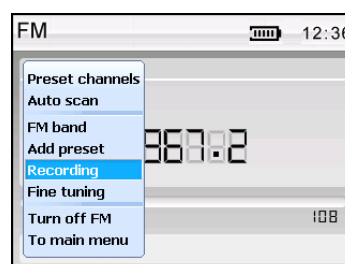 FM 12:36
Preset channels
Auto scan
FM band
Add preset
Recording
Fine tuning
Turn off FM
To main menu
108